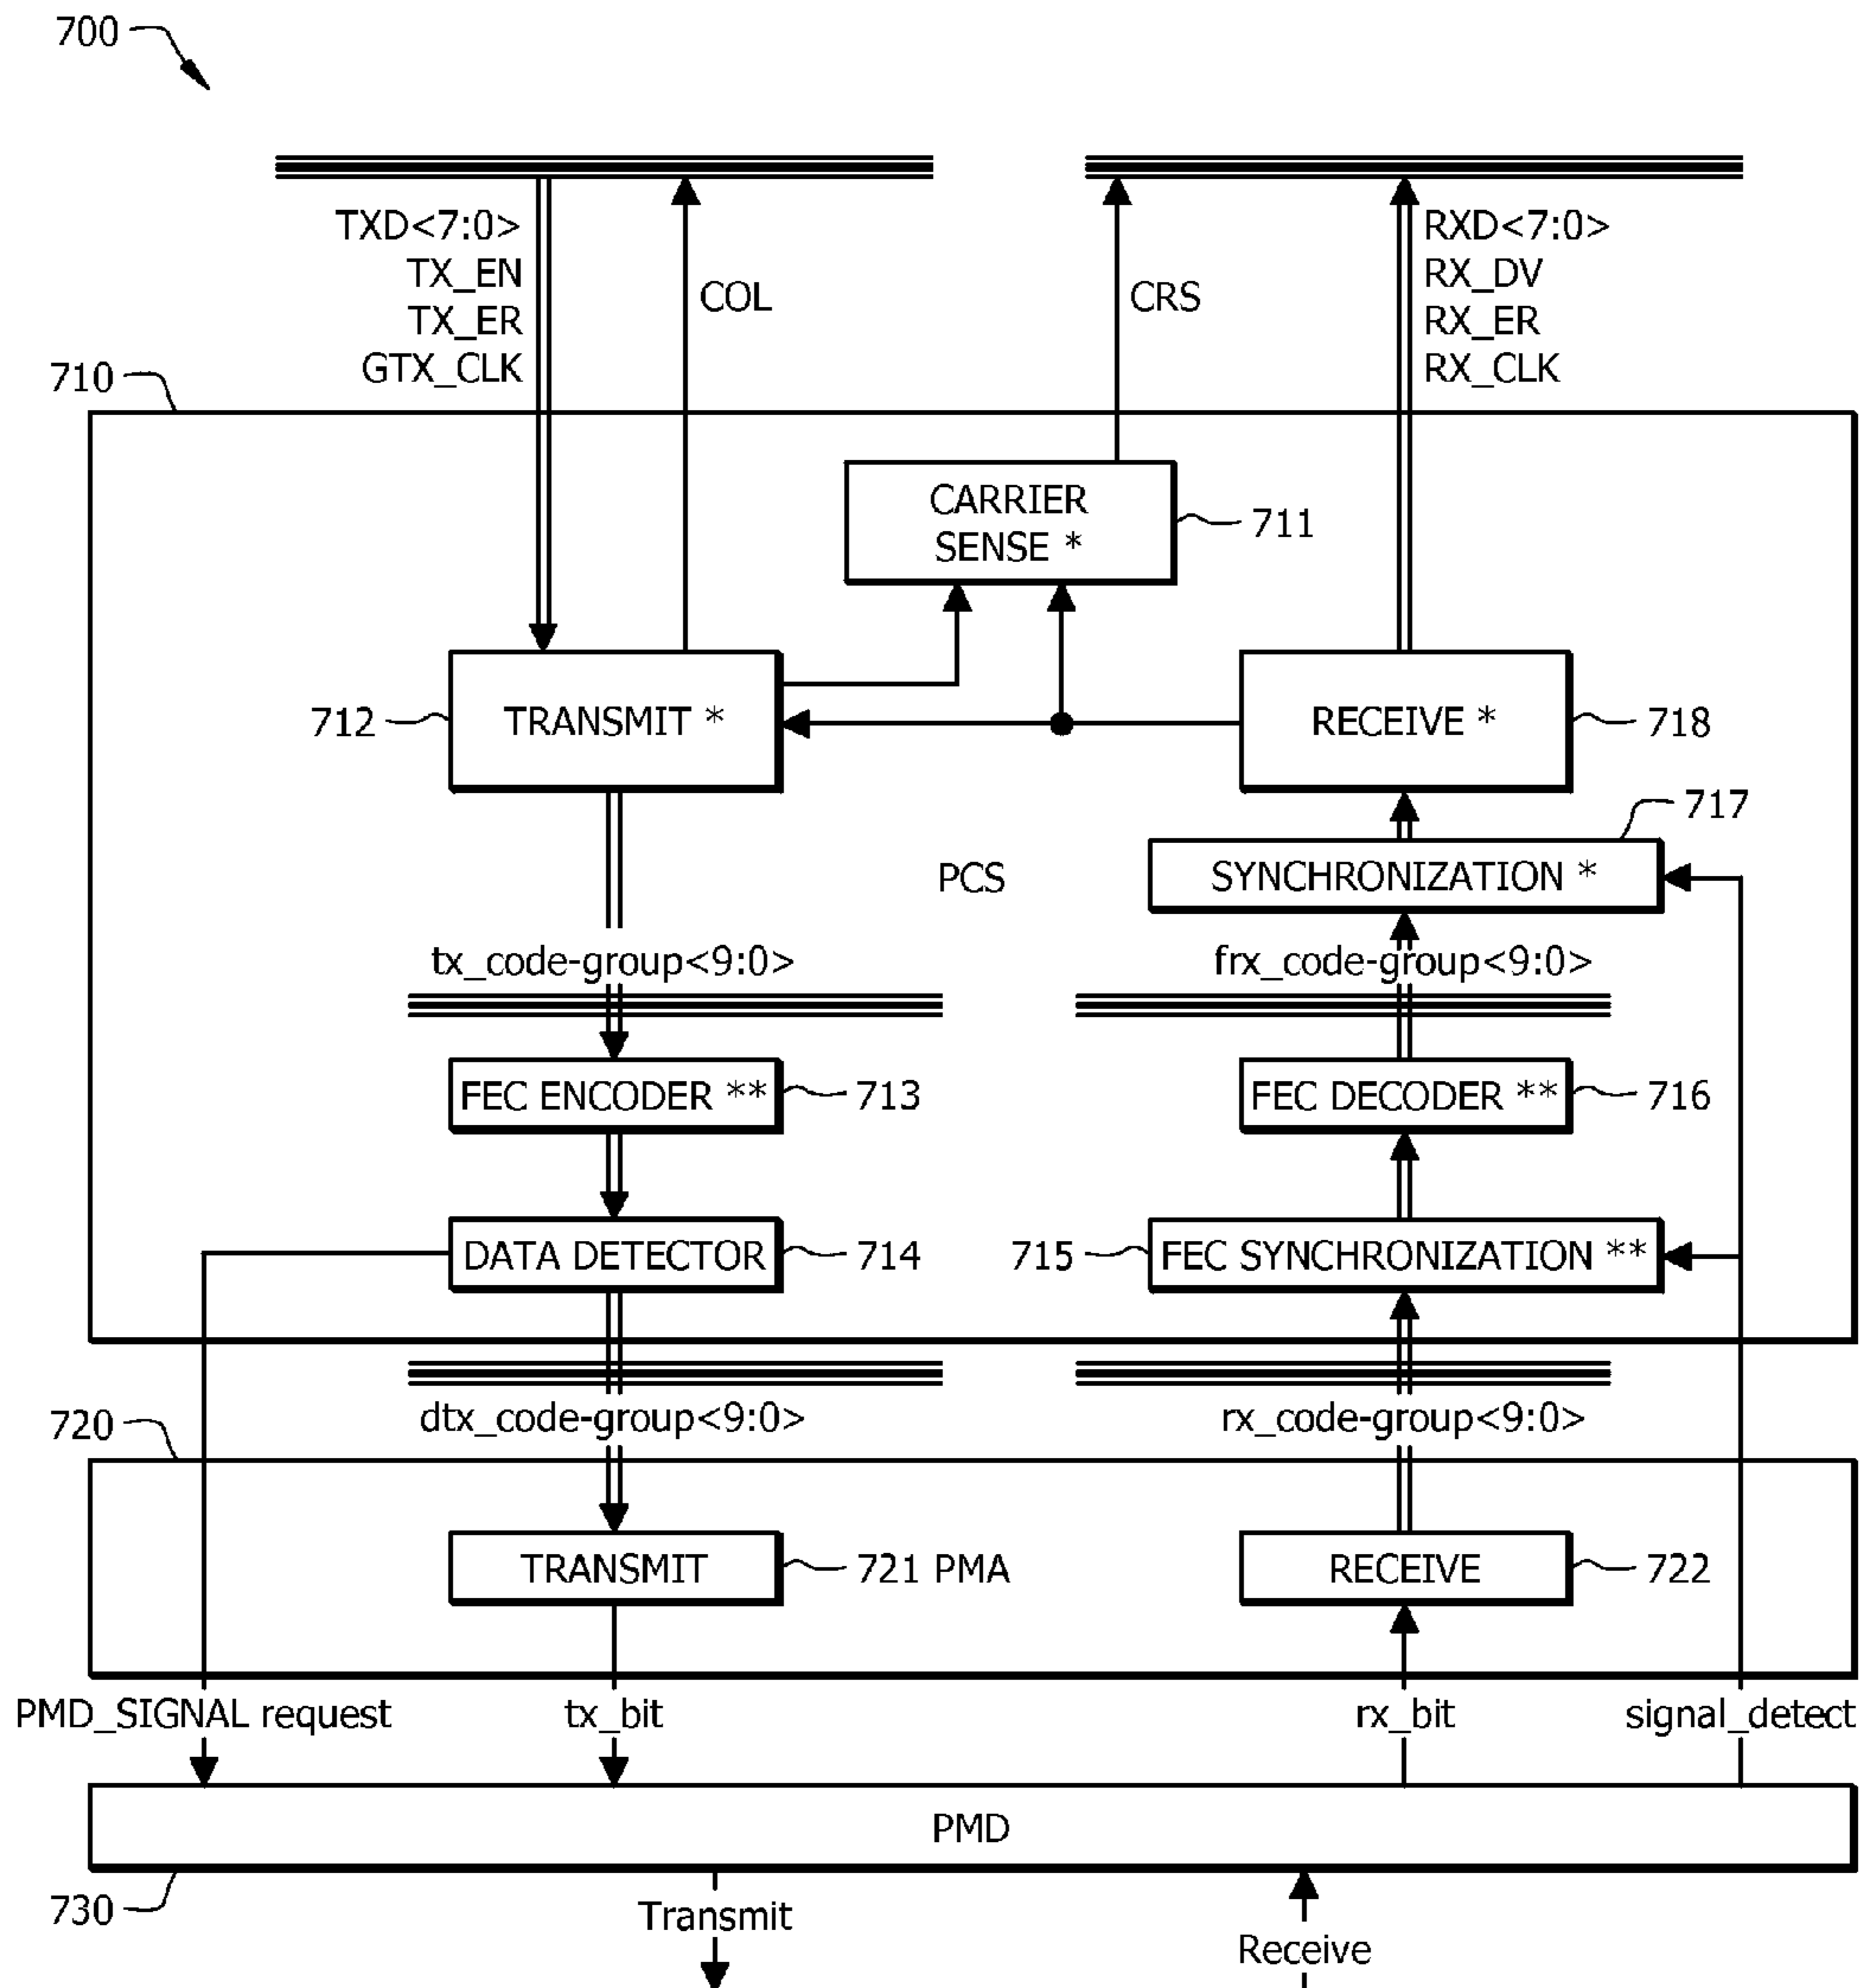 700
TXD<7:0>
TX_EN
TX_ER
GTX_CLK
COL
CRS
RXD<7:0>
RX_DV
RX_ER
RX_CLK
710
CARRIER
SENSE *
711
712
TRANSMIT *
RECEIVE *
718
717
PCS
SYNCHRONIZATION *
tx_code-group<9:0>
frx_code-group<9:0>
FEC ENCODER **
713
FEC DECODER **
716
DATA DETECTOR
714
715
FEC SYNCHRONIZATION **
720
dtx_code-group<9:0>
rx_code-group<9:0>
TRANSMIT
721 PMA
RECEIVE
722
PMD_SIGNAL request
tx_bit
rx_bit
signal_detect
PMD
730
Transmit
Receive